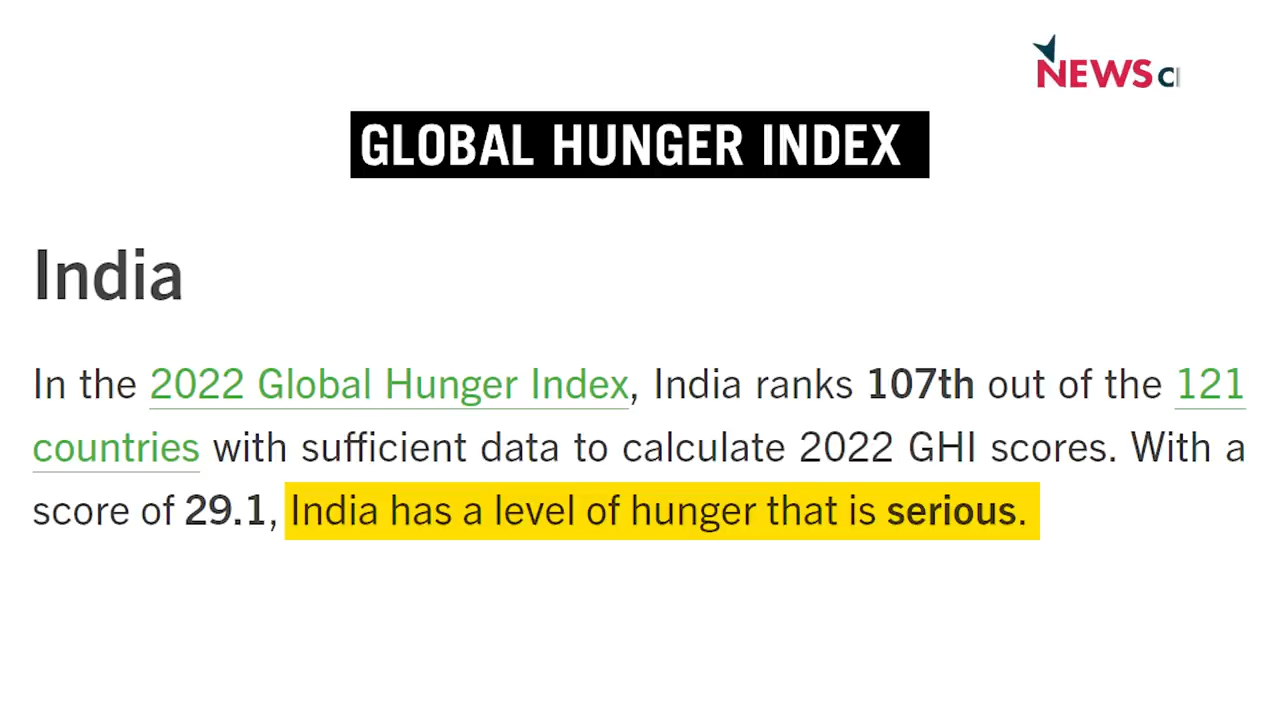 NEWS C
GLOBAL HUNGER INDEX
India
In the 2022 Global Hunger Index, India ranks 107th out of the 121
countries with sufficient data to calculate 2022 GHI scores. With a
score of 29.1, India has a level of hunger that is serious.